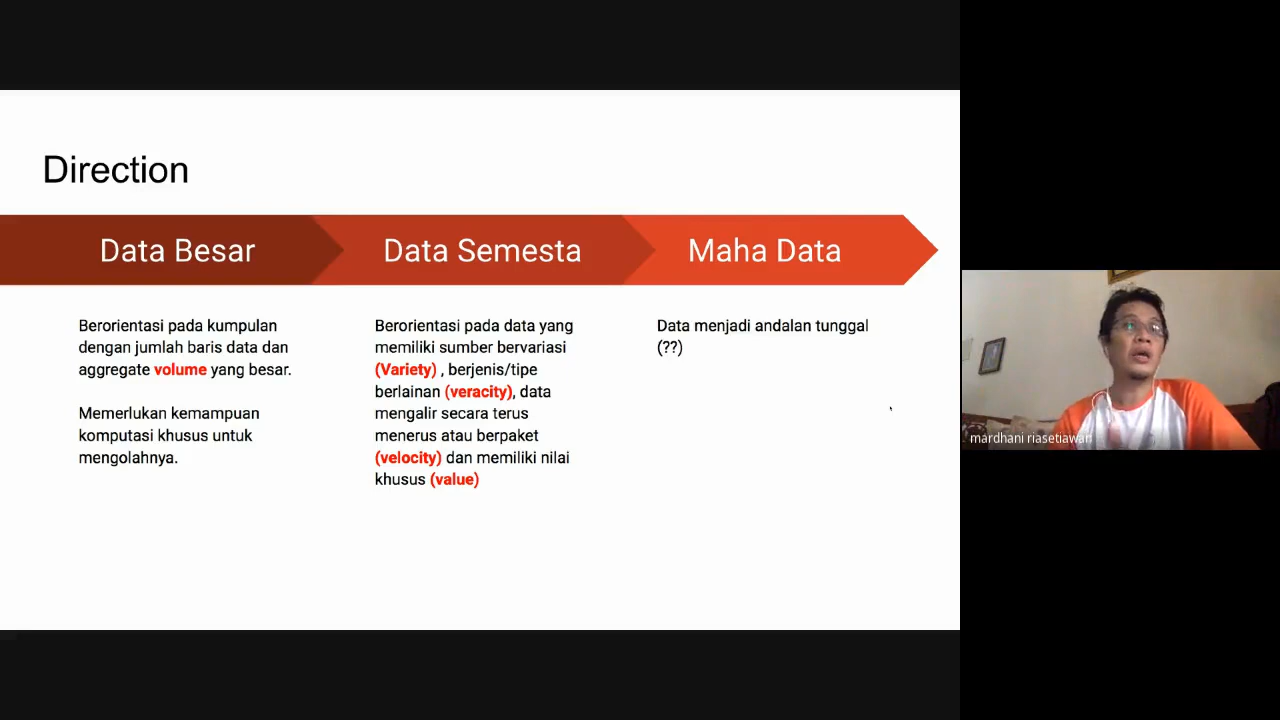 Direction
Data Besar
Data Semesta
Maha Data
Berorientasi pada kumpulan
dengan jumlah baris data dan
aggregate volume yang besar.
Memerlukan kemampuan
komputasi khusus untuk
mengolahnya.
Berorientasi pada data yang
memiliki sumber bervariasi
(Variety) , berjenis/tipe
berlainan (veracity), data
mengalir secara terus
menerus atau berpaket
(velocity) dan memiliki nilai
khusus (value)
Data menjadi andalan tunggal
(??)
mardhani riasetiawan